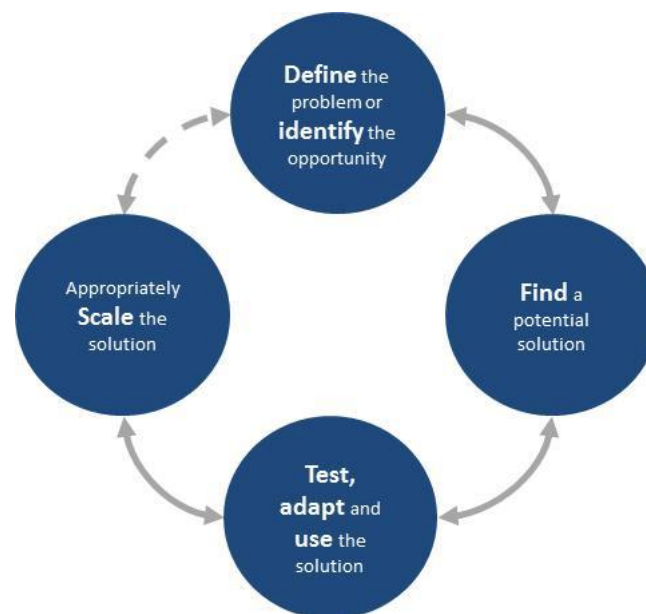 Define the
problem or
identify the
opportunity
Find a
potential
solution
Test,
adapt and
use the
solution
Appropriately
Scale the
solution